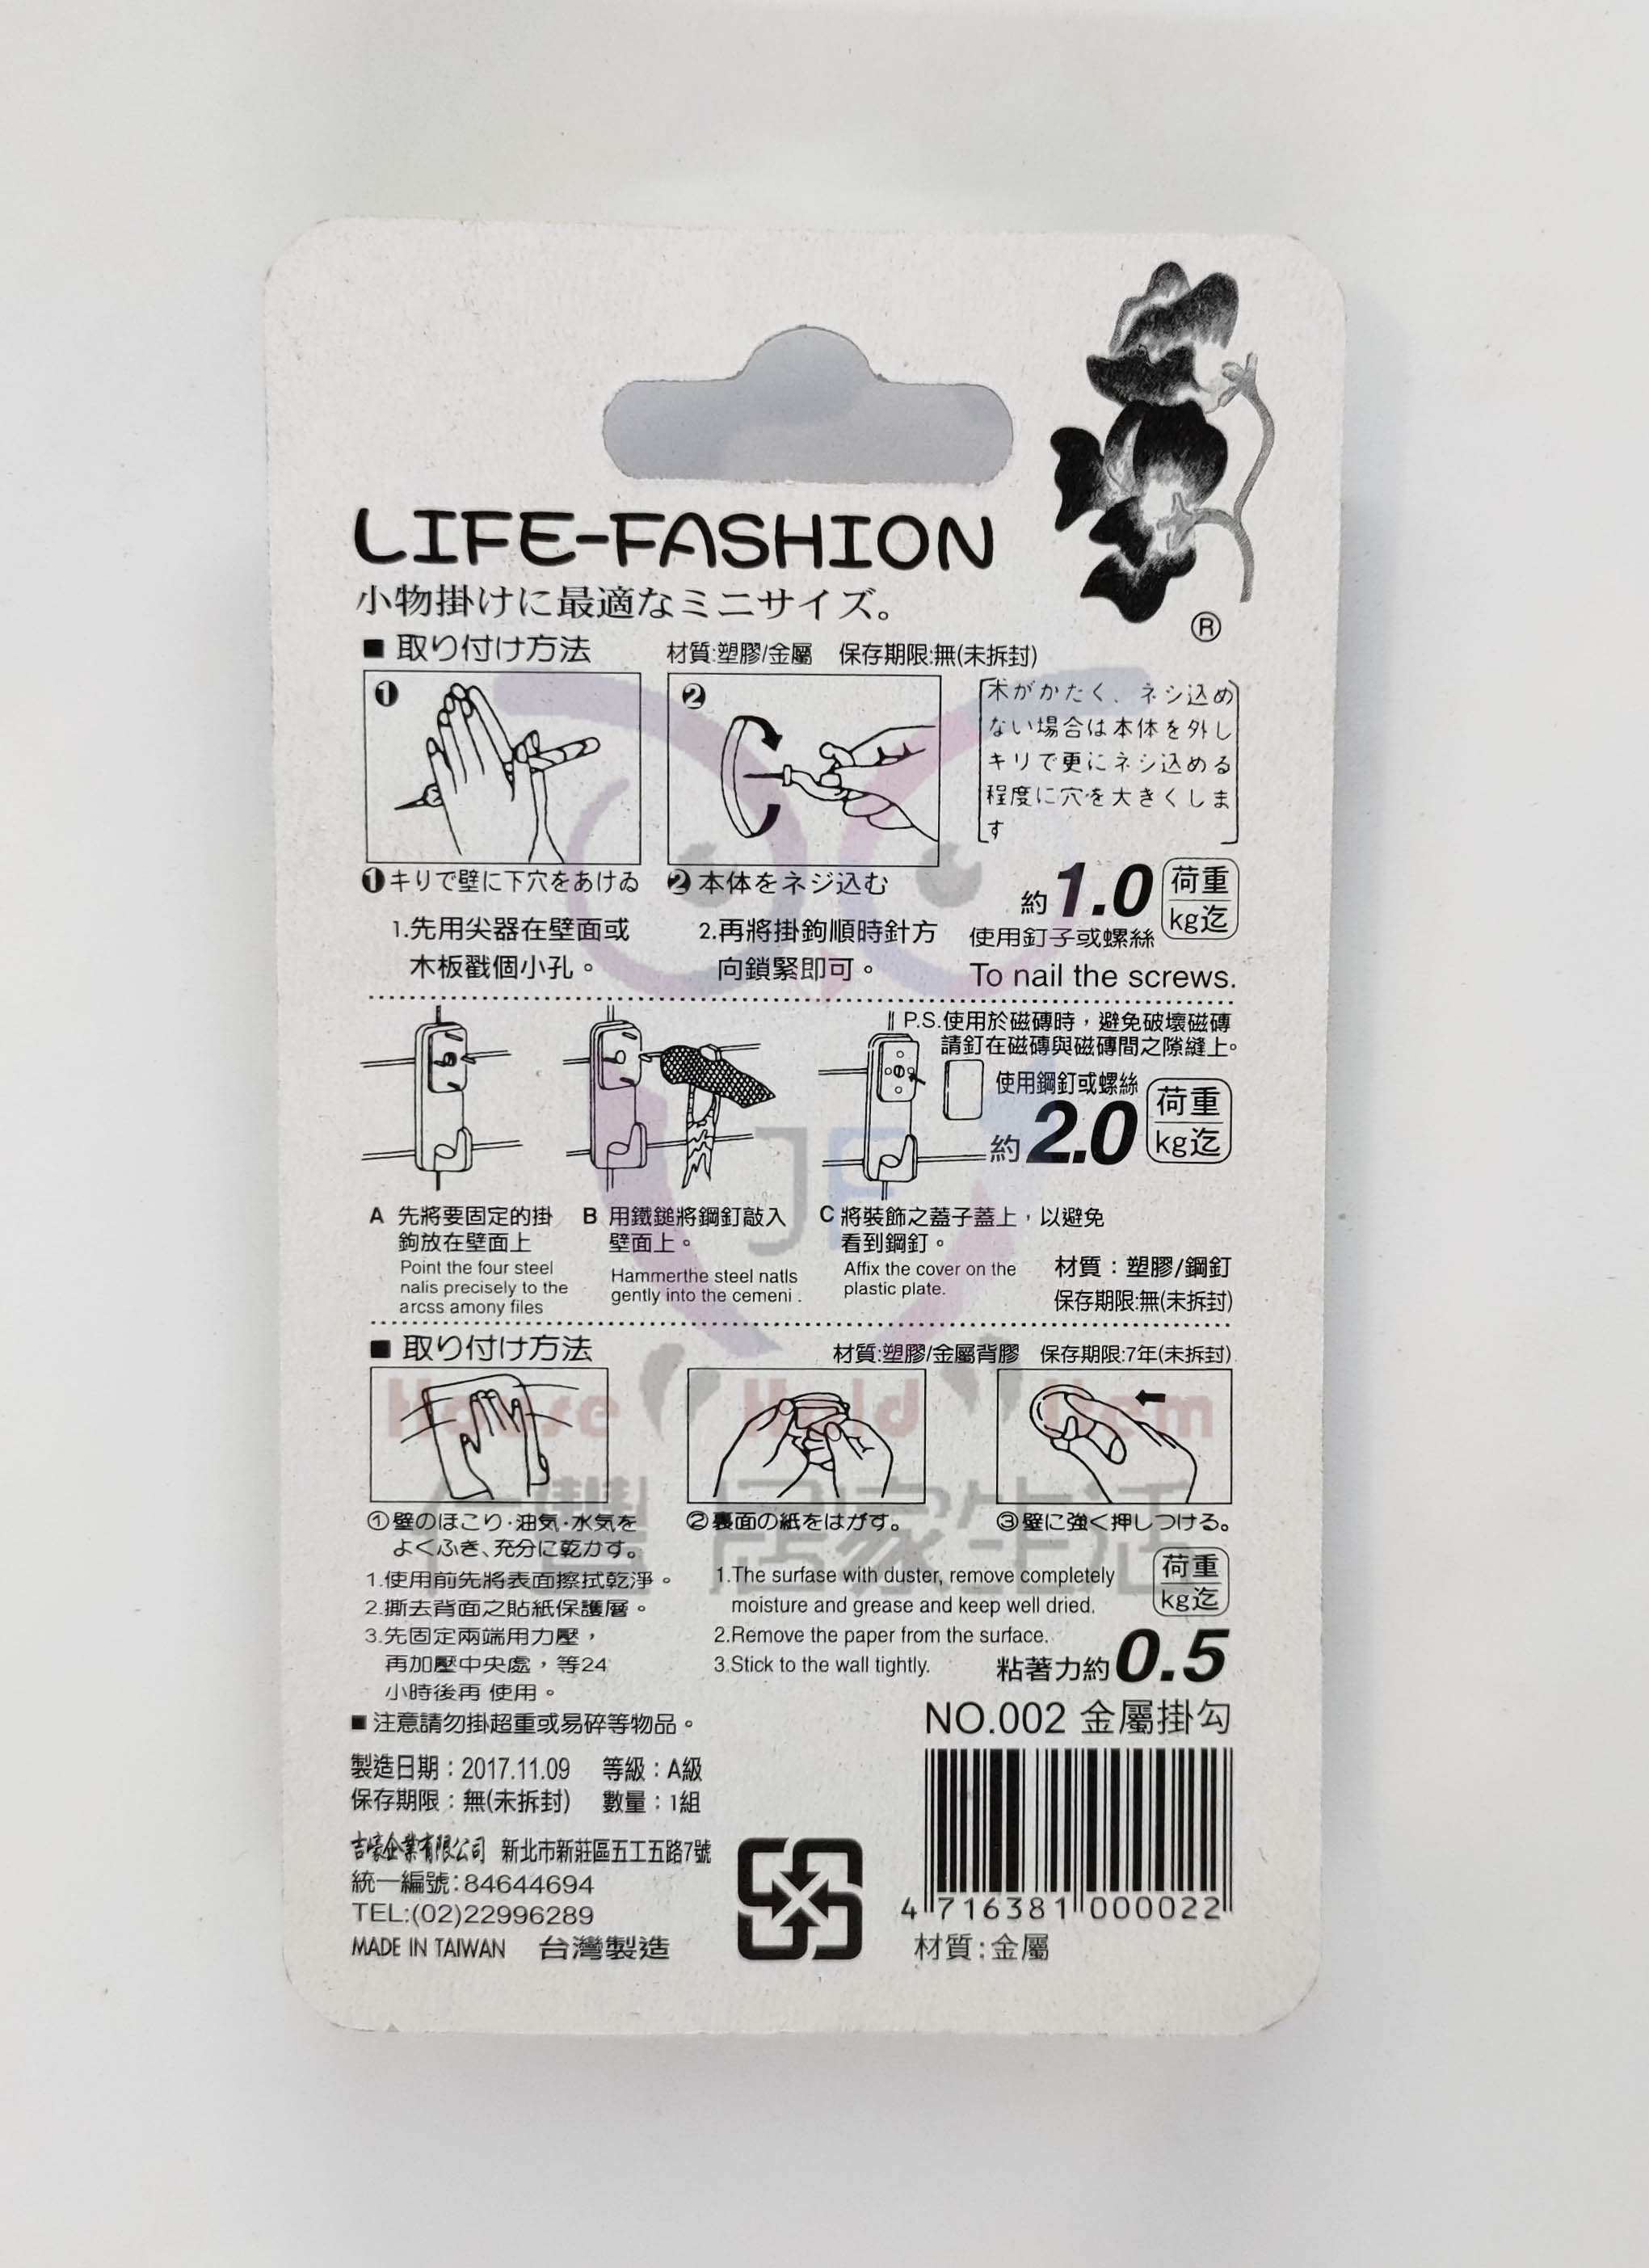 LIFE-FASHION
小物掛けに最適なミニサイズ。
®
■ 取り付け方法
材質:塑膠/金屬 保存期限:無(未拆封)
❶
❷
木がかたく、ネシ込め
ない場合は本体を外し
キリで更にネシ込める
程度に穴を大きくしま
す
❶キリで壁に下穴をあけゐ
❷本体をネジ込む
1.先用尖器在壁面或
木板戳個小孔。
2.再將掛鉤順時針方
向鎖緊即可。
約1.0 荷重 kg迄
使用釘子或螺絲
To nail the screws.
P.S.使用於磁磚時,避免破壞磁磚
請釘在磁磚與磁磚間之隙縫上。
使用鋼釘或螺絲
約2.0 荷重 kg迄
A 先將要固定的掛
鉤放在壁面上
Point the four steel
nalis precisely to the
arcss amony files
B 用鐵鎚將鋼釘敲入
壁面上。
Hammerthe steel natls
gently into the cemeni .
C 將裝飾之蓋子蓋上,以避免
看到鋼釘。
Affix the cover on the
plastic plate.
材質:塑膠/鋼釘
保存期限:無(未拆封)
JF
■ 取り付け方法
材質:塑膠/金屬背膠 保存期限:7年(未拆封)
House Hold Item
居家生活
①壁のほこり·油気·水気を
よくふき、充分に乾かす。
②裏面の紙をはがす。
③壁に強く押しつける。
1.使用前先將表面擦拭乾淨。
2.撕去背面之貼紙保護層。
3.先固定兩端用力壓,
再加壓中央處,等24
小時後再 使用。
1.The surfase with duster, remove completely
moisture and grease and keep well dried.
2.Remove the paper from the surface.
3.Stick to the wall tightly.
荷重 kg迄
粘著力約0.5
■ 注意請勿掛超重或易碎等物品。
NO.002 金屬掛勾
製造日期:2017.11.09 等級:A級
保存期限:無(未拆封) 數量:1組
吉嚎企業有限公司 新北市新莊區五工五路7號
統一編號:84644694
TEL:(02)22996289
MADE IN TAIWAN 台灣製造
4 716381 000022
材質:金屬